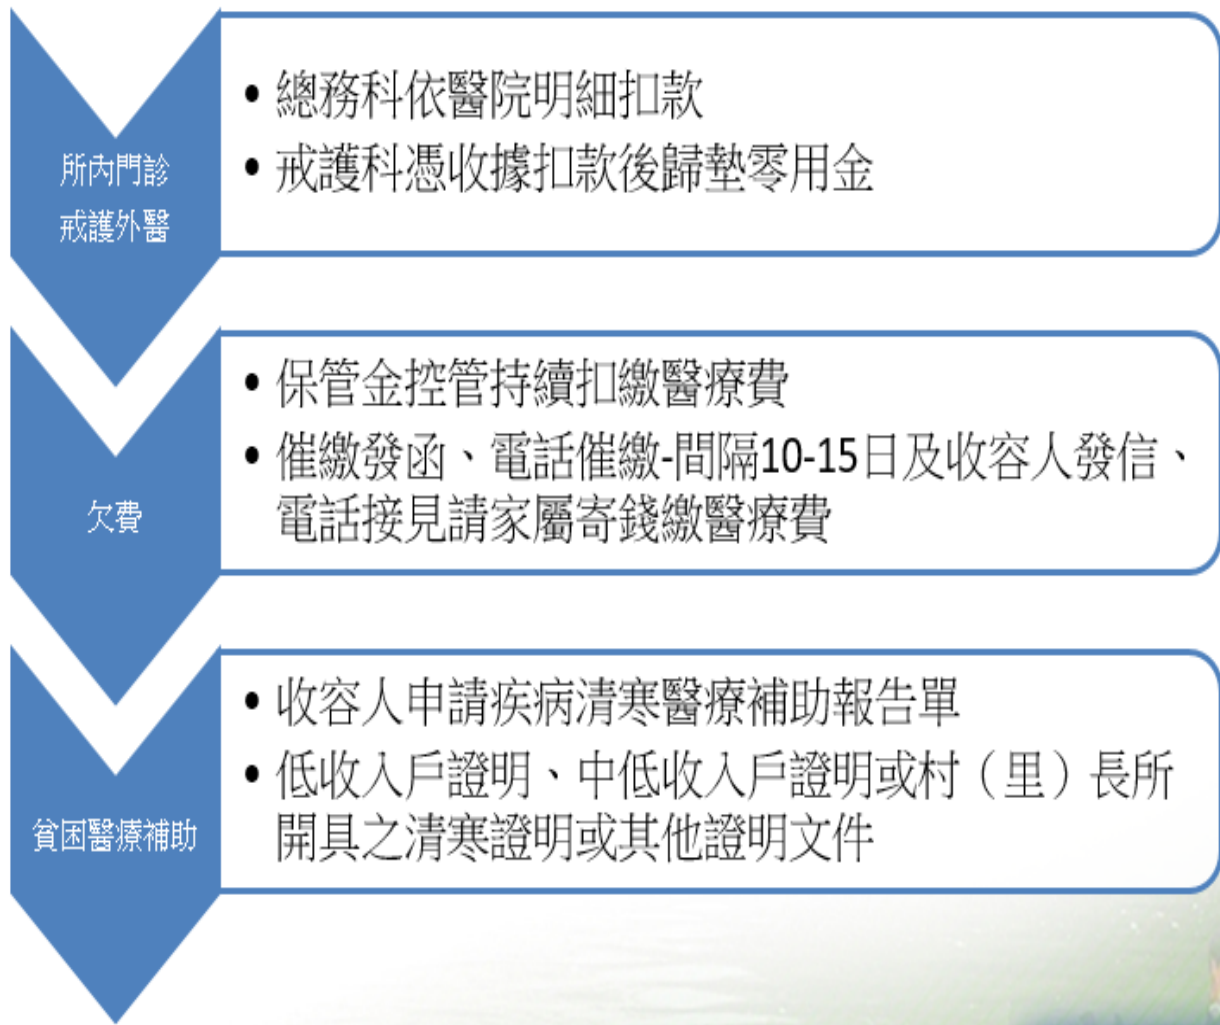 所內門診
戒護外醫
• 總務科依醫院明細扣款
• 戒護科憑收據扣款後歸墊零用金
欠費
• 保管金控管持續扣繳醫療費
• 催繳發函、電話催繳-間隔10-15日及收容人發信、
電話接見請家屬寄錢繳醫療費
貧困醫療補助
• 收容人申請疾病清寒醫療補助報告單
• 低收入戶證明、中低收入戶證明或村（里）長所
開具之清寒證明或其他證明文件